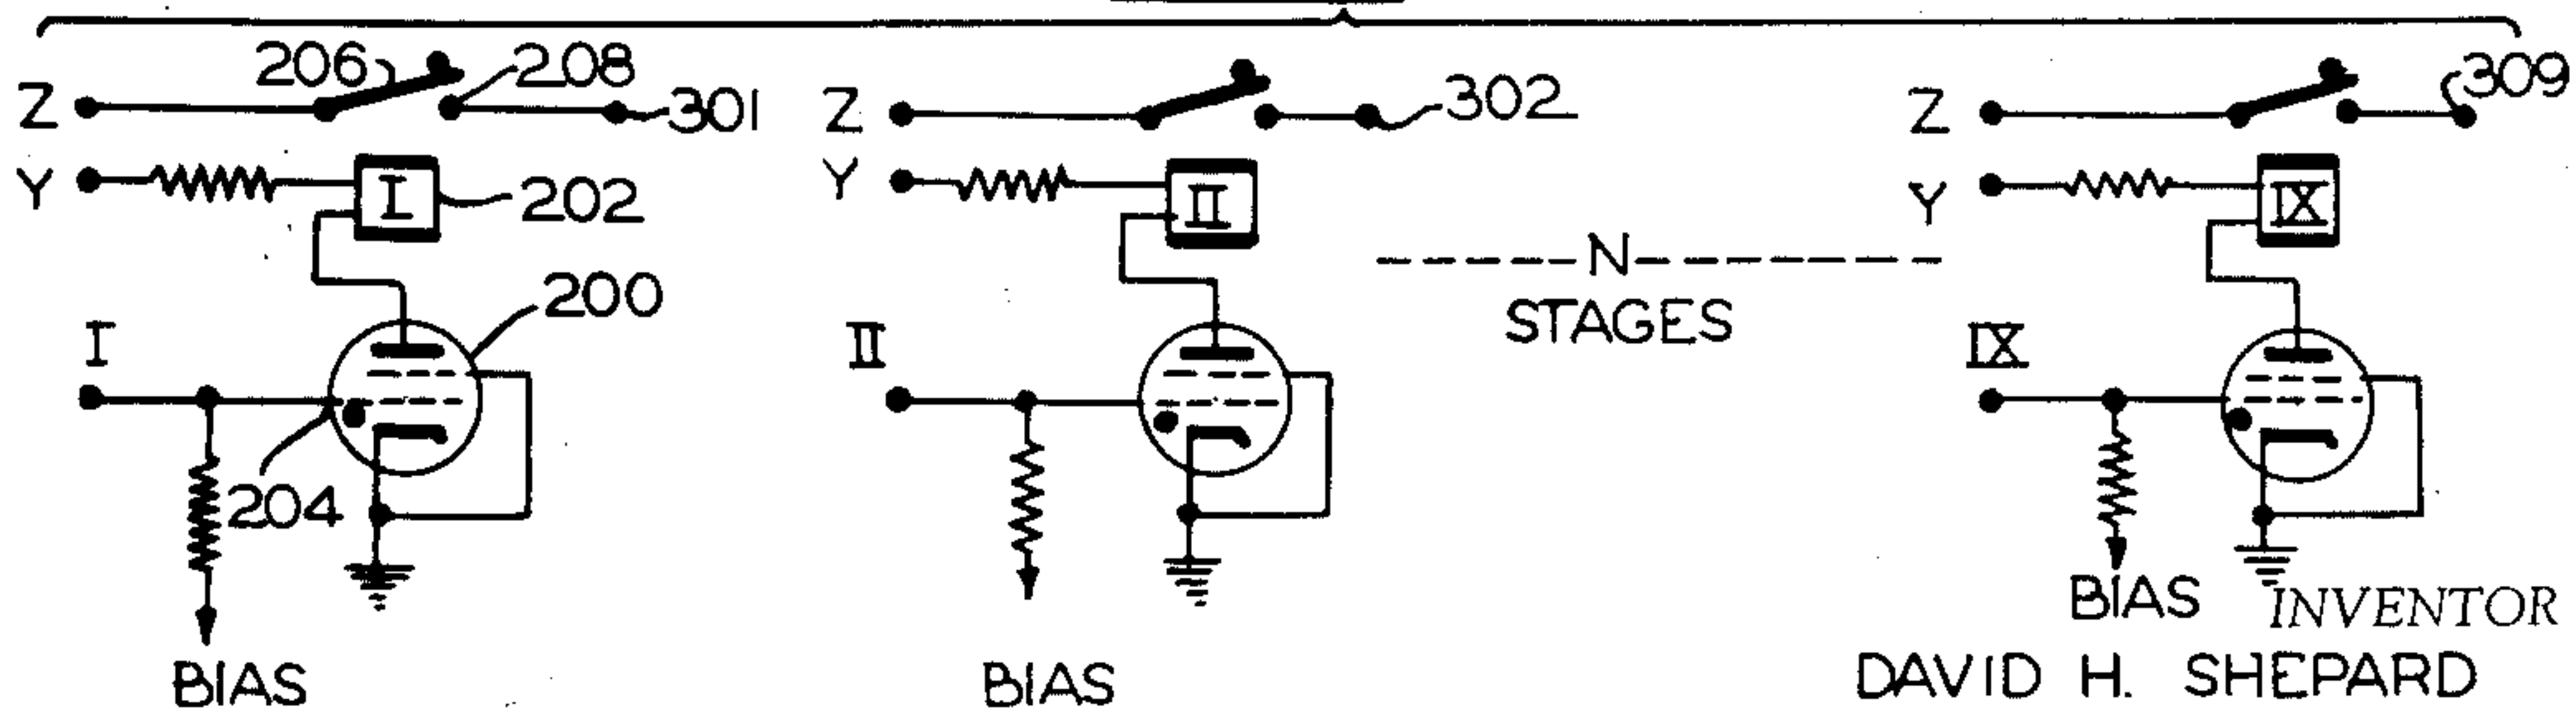 206 208 301 302 309
Z Z Z
Y I 202 Y II Y IX
200
N
STAGES
I II IX
204
BIAS BIAS BIAS
INVENTOR
DAVID H. SHEPARD